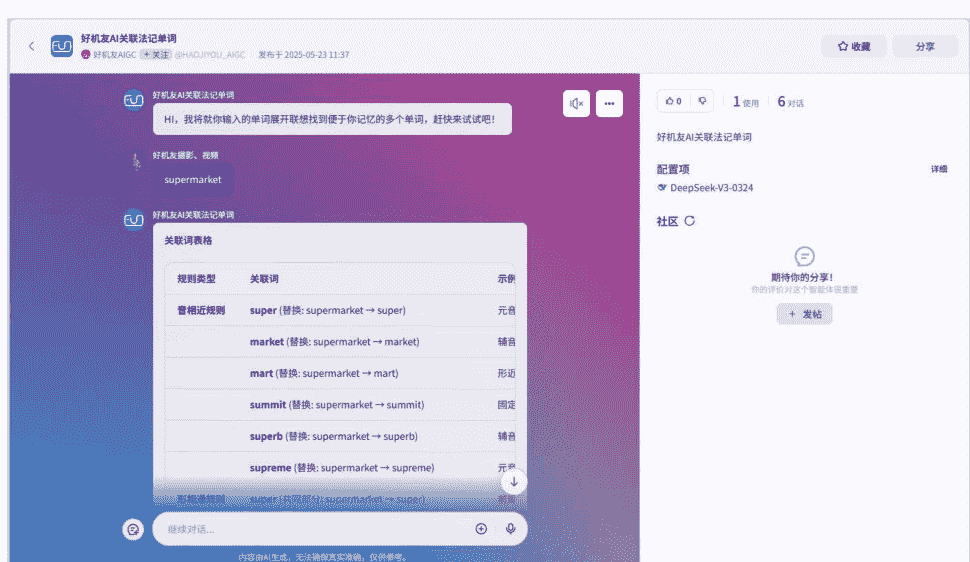 好机友AI关联法记单词
好机友AIGC + 关注 @HAOJIYOU_AIGC 发布于 2025-05-23 11:37
收藏
分享
好机友AI关联法记单词
HI，我将就你输入的单词展开联想找到便于你记忆的多个单词，赶快来试试吧！
好机友摄影、视频
supermarket
好机友AI关联法记单词
关联词表格
规则类型 关联词 示例
音相近规则 super (替换: supermarket → super) 元音
market (替换: supermarket → market) 辅音
mart (替换: supermarket → mart) 形近
summit (替换: supermarket → summit) 固定
superb (替换: supermarket → superb) 辅音
supreme (替换: supermarket → supreme) 元音
super (共同部分: supermarket → super)
继续对话...
内容由AI生成，无法确保真实准确，仅供参考。
0 1 使用 6 对话
好机友AI关联法记单词
配置项 详细
DeepSeek-V3-0324
社区
期待你的分享！
你的评价对这个智能体很重要
+ 发帖